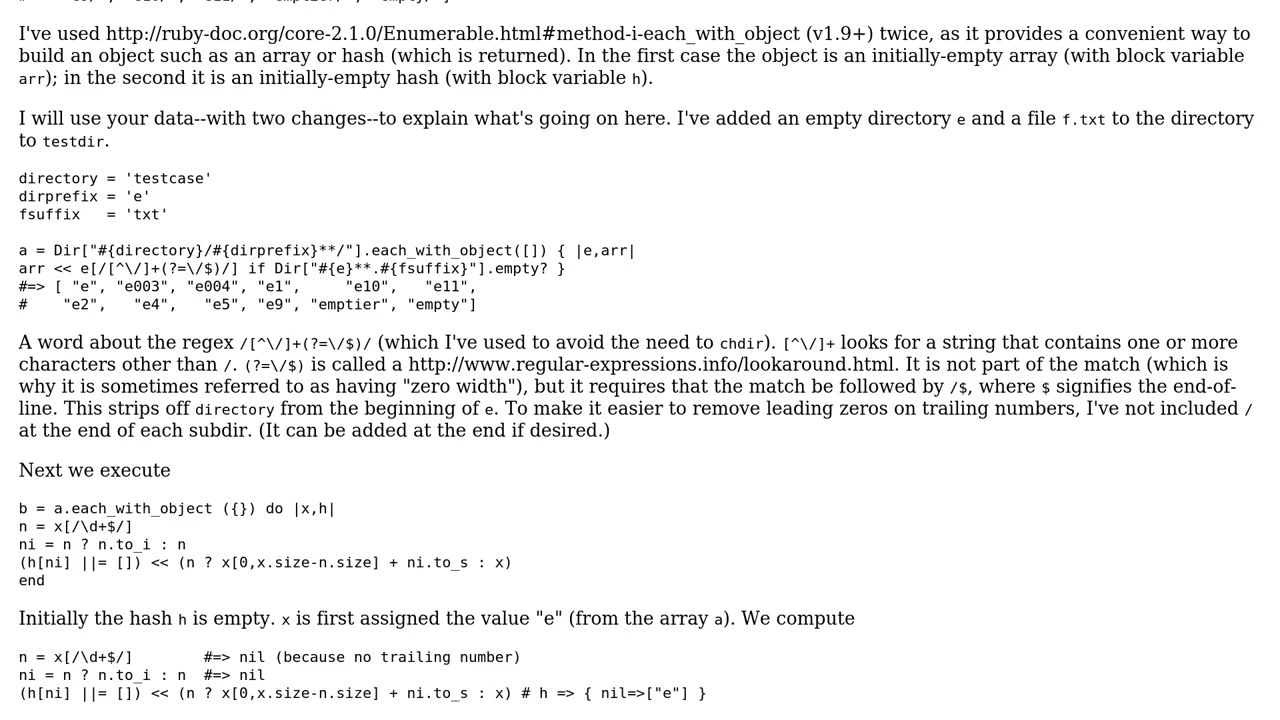 I've used http://ruby-doc.org/core-2.1.0/Enumerable.html#method-i-each_with_object (v1.9+) twice, as it provides a convenient way to
build an object such as an array or hash (which is returned). In the first case the object is an initially-empty array (with block variable
arr); in the second it is an initially-empty hash (with block variable h).
I will use your data--with two changes--to explain what's going on here. I've added an empty directory e and a file f.txt to the directory
to testdir.
directory = 'testcase'
dirprefix = 'e'
fsuffix   = 'txt'
a = Dir["#{directory}/#{dirprefix}**/"].each_with_object([]) { |e,arr|
arr << e[/[^\/]+(?=\/$)/] if Dir["#{e}**.#{fsuffix}"].empty? }
#=> [ "e", "e003", "e004", "e1",     "e10",   "e11",
#    "e2",   "e4",   "e5", "e9", "emptier", "empty"]
A word about the regex /[^\/]+(?=\/$)/ (which I've used to avoid the need to chdir). [^\/]+ looks for a string that contains one or more
characters other than /. (?=\/$) is called a http://www.regular-expressions.info/lookaround.html. It is not part of the match (which is
why it is sometimes referred to as having "zero width"), but it requires that the match be followed by /$, where $ signifies the end-of-
line. This strips off directory from the beginning of e. To make it easier to remove leading zeros on trailing numbers, I've not included /
at the end of each subdir. (It can be added at the end if desired.)
Next we execute
b = a.each_with_object ({}) do |x,h|
n = x[/\d+$/]
ni = n ? n.to_i : n
(h[ni] ||= []) << (n ? x[0,x.size-n.size] + ni.to_s : x)
end
Initially the hash h is empty. x is first assigned the value "e" (from the array a). We compute
n = x[/\d+$/]        #=> nil (because no trailing number)
ni = n ? n.to_i : n  #=> nil
(h[ni] ||= []) << (n ? x[0,x.size-n.size] + ni.to_s : x) # h => { nil=>["e"] }